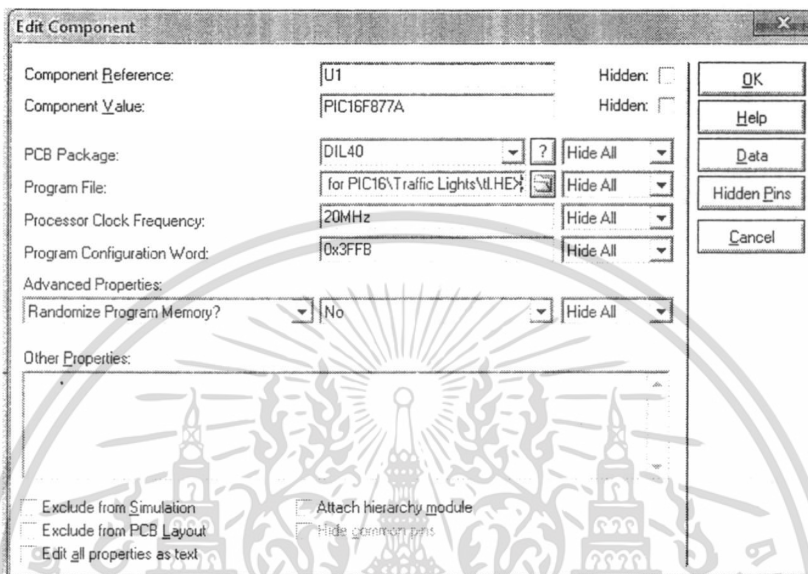 Edit Component
Component Reference: U1 Hidden:
Component Value: PIC16F877A Hidden:
PCB Package: DIL40 ? Hide All
Program File: for PIC16\Traffic Lights\tl.HEX Hide All
Processor Clock Frequency: 20MHz Hide All
Program Configuration Word: 0x3FFB Hide All
Advanced Properties:
Randomize Program Memory? No Hide All
Other Properties:
Exclude from Simulation Attach hierarchy module
Exclude from PCB Layout Hide common pins
Edit all properties as text
OK
Help
Data
Hidden Pins
Cancel